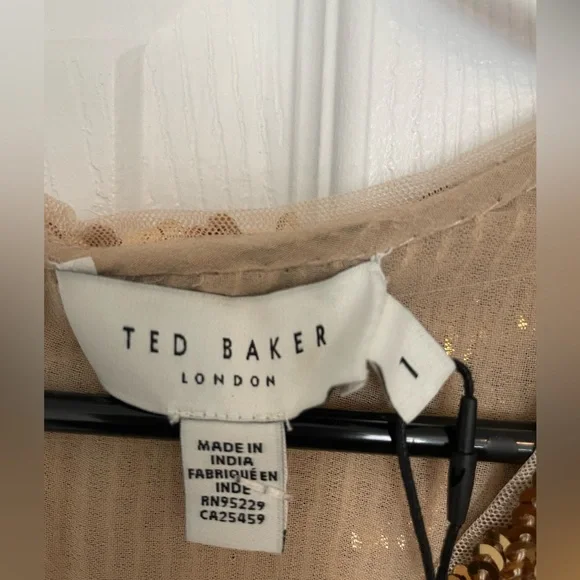 TED BAKER
LONDON
1
MADE IN
INDIA
FABRIQUÉ EN
INDE
RN95229
CA25459